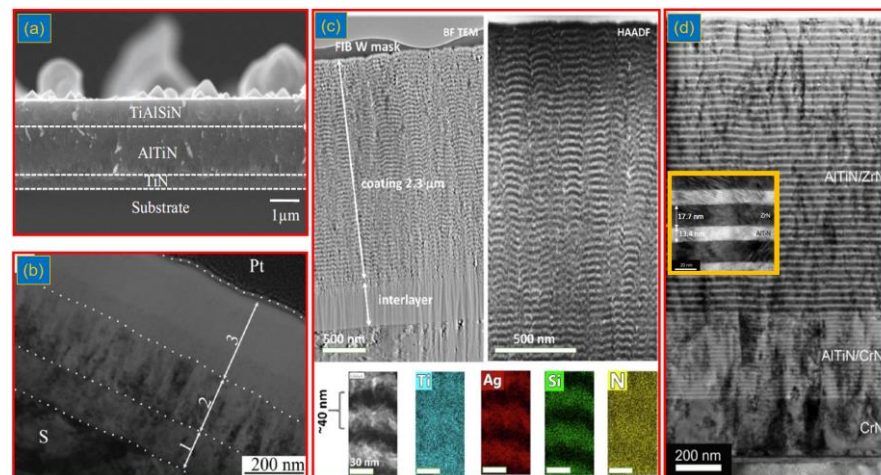 (a)
TiAlSiN
AlTiN
TiN
Substrate
1μm
(b)
Pt
3
2
1
S
200 nm
(c)
BF TEM
FIB W mask
coating 2.3 μm
interlayer
500 nm
HAADF
500 nm
~40 nm
30 nm
Ti
Ag
Si
N
(d)
AlTiN/ZrN
17.7 nm
ZrN
13.4 nm
AlTiN
20 nm
AlTiN/CrN
CrN
200 nm